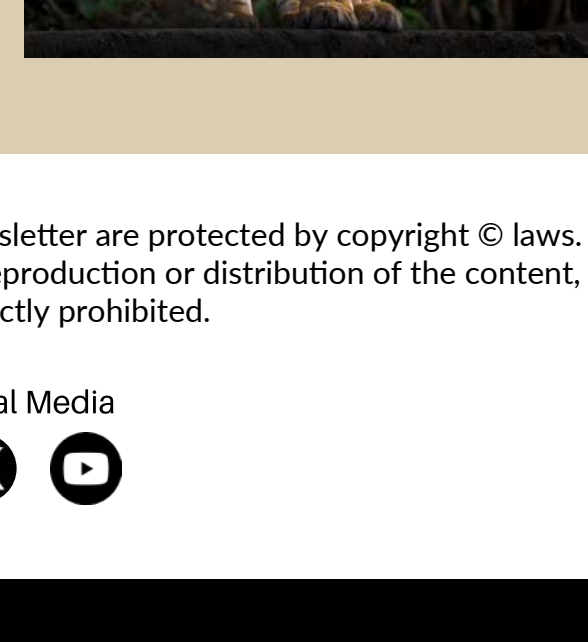 sletter are protected by copyright © laws.
eproduction or distribution of the content,
ctly prohibited.
al Media